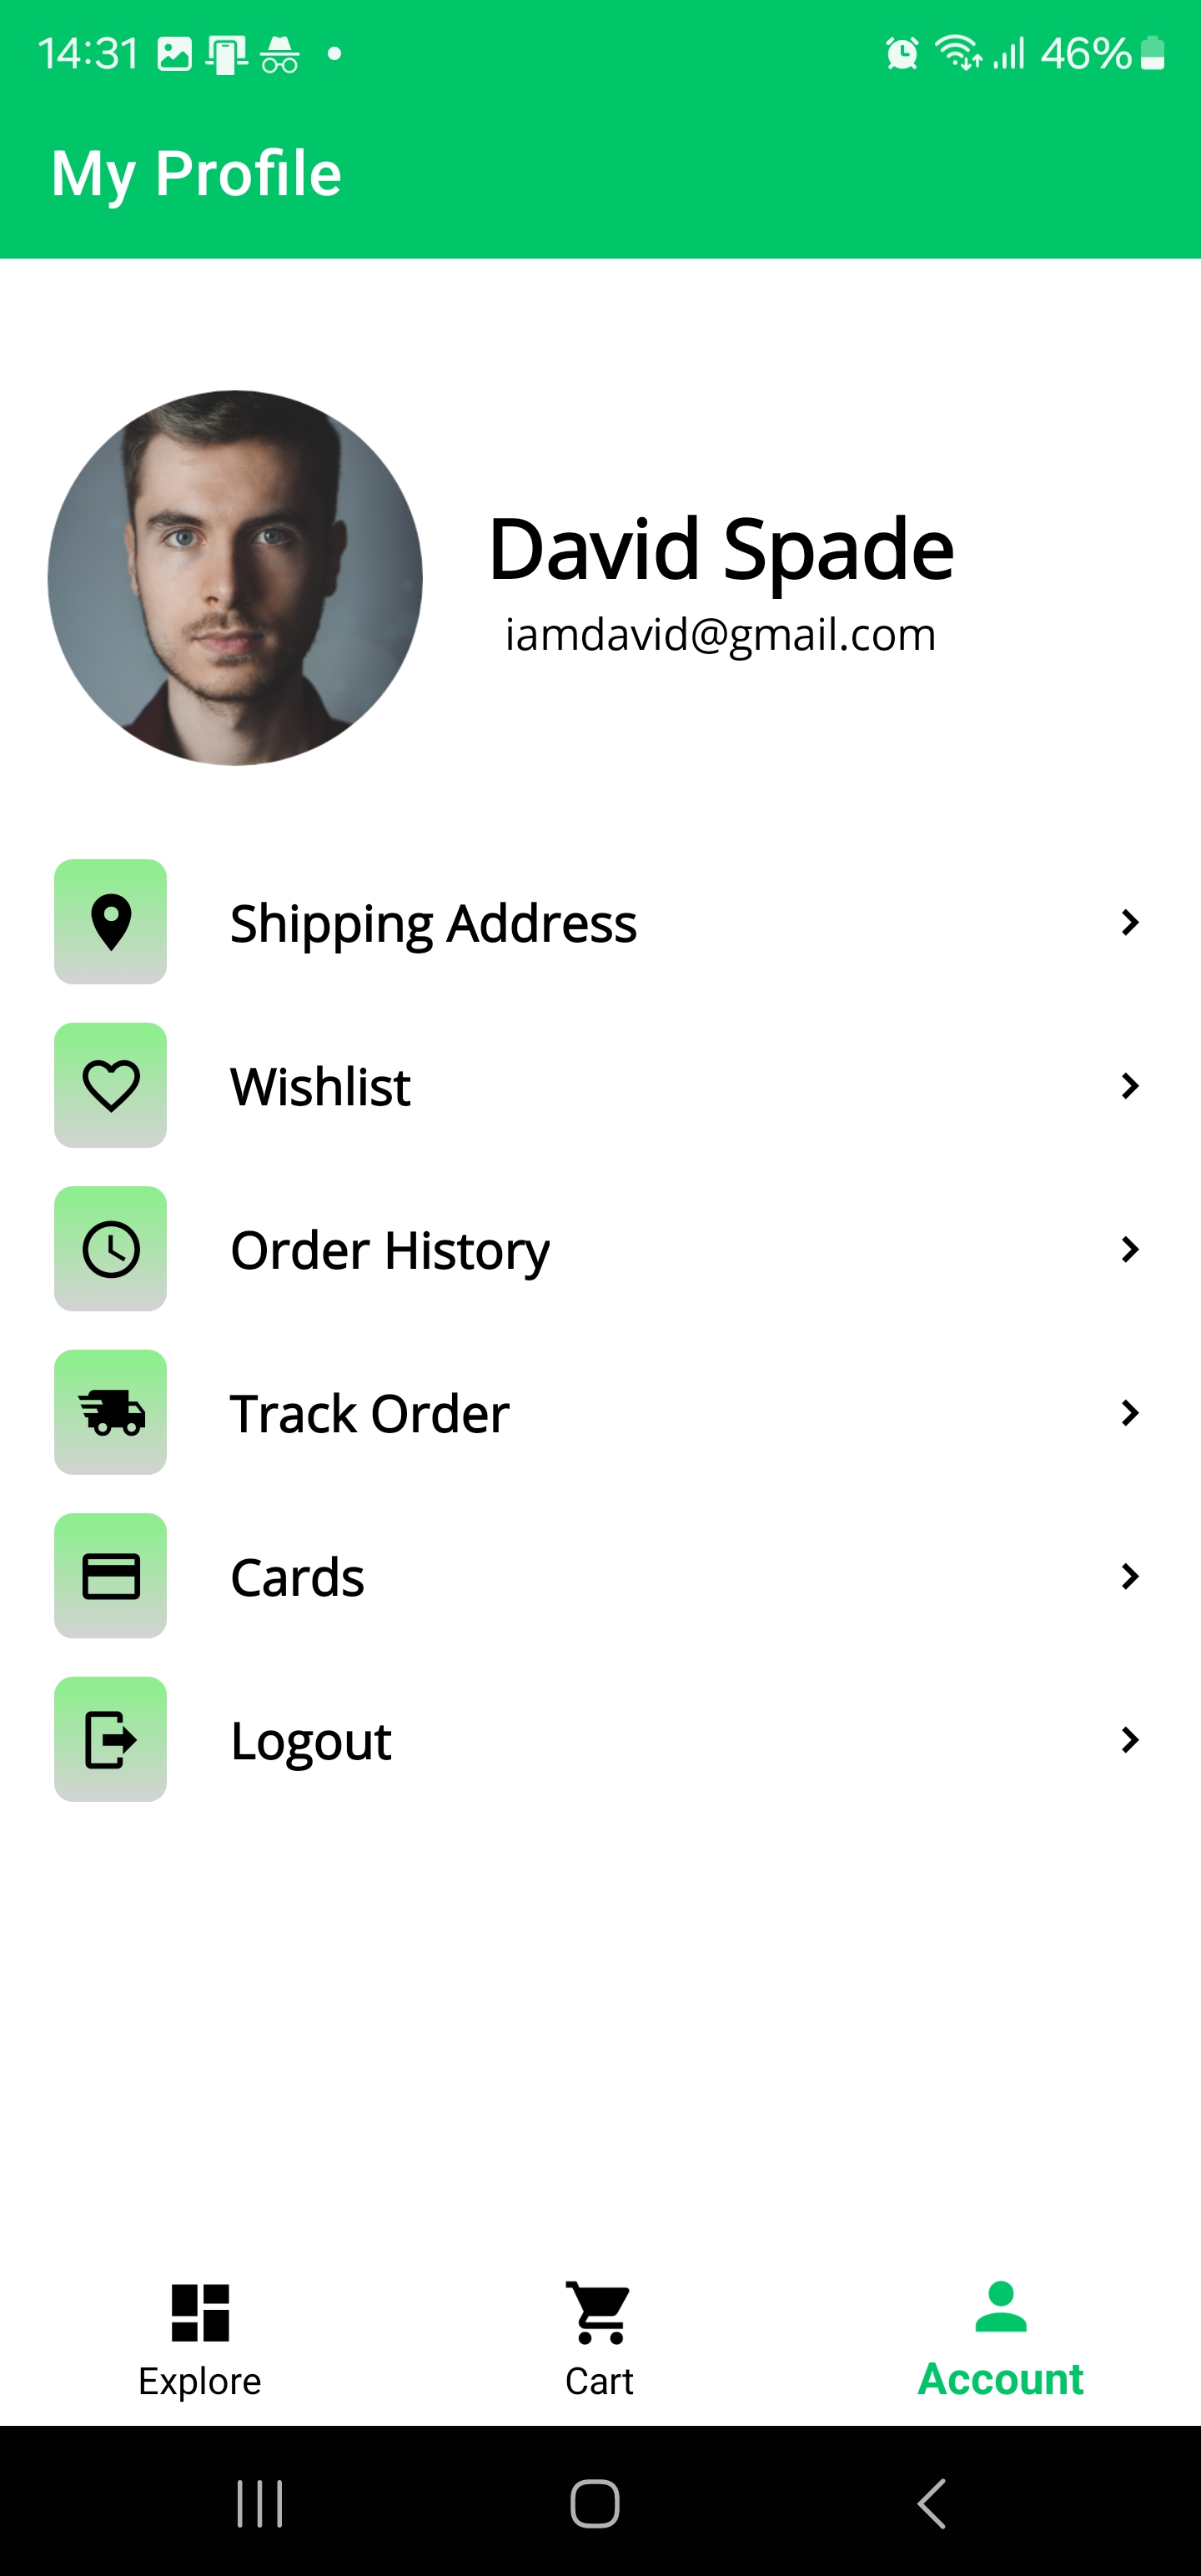 14:31 46%
My Profile
David Spade
iamdavid@gmail.com
Shipping Address
Wishlist
Order History
Track Order
Cards
Logout
Explore Cart Account